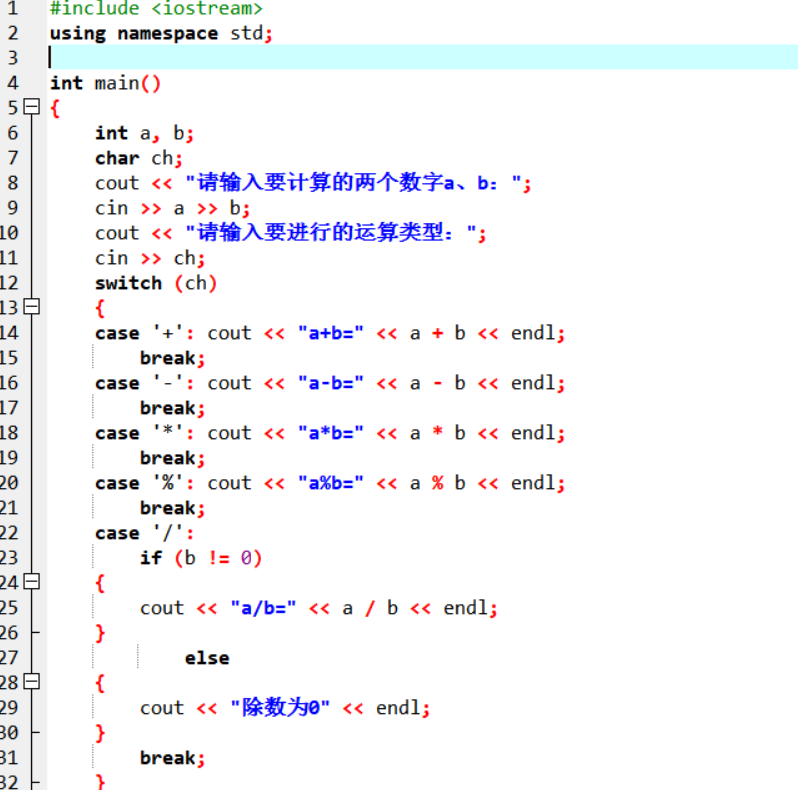 1 #include <iostream>
2 using namespace std;
3
4 int main()
5 {
6     int a, b;
7     char ch;
8     cout << "请输入要计算的两个数字a、b：";
9     cin >> a >> b;
10     cout << "请输入要进行的运算类型：";
11     cin >> ch;
12     switch (ch)
13     {
14     case '+': cout << "a+b=" << a + b << endl;
15         break;
16     case '-': cout << "a-b=" << a - b << endl;
17         break;
18     case '*': cout << "a*b=" << a * b << endl;
19         break;
20     case '%': cout << "a%b=" << a % b << endl;
21         break;
22     case '/':
23         if (b != 0)
24     {
25         cout << "a/b=" << a / b << endl;
26     }
27             else
28     {
29         cout << "除数为0" << endl;
30     }
31         break;
32     }